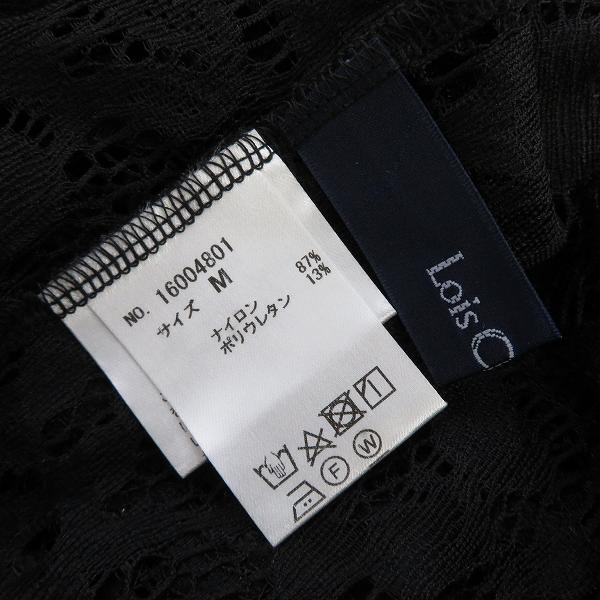 NO. 16004801
サイズ M
ナイロン 87%
ポリウレタン 13%
F W
Lois C